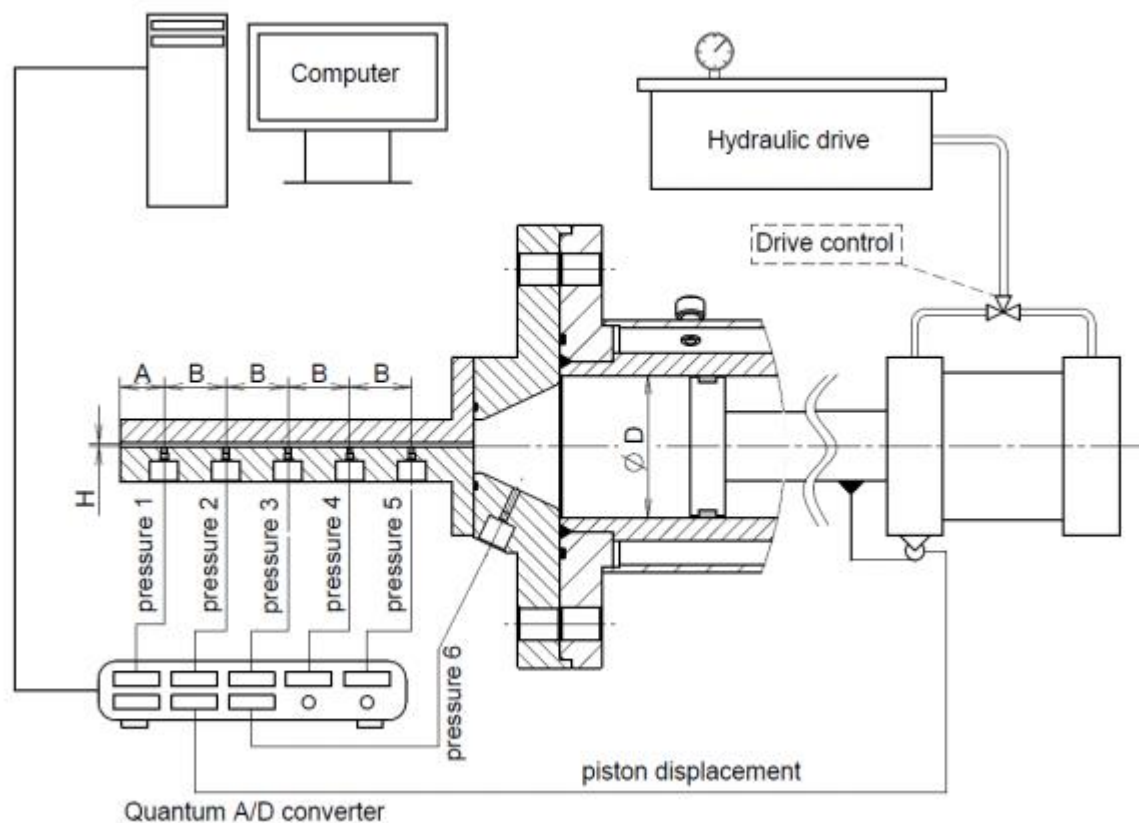 Computer
Hydraulic drive
Drive control
A
B
B
B
B
Ø D
H
pressure 1
pressure 2
pressure 3
pressure 4
pressure 5
pressure 6
piston displacement
Quantum A/D converter